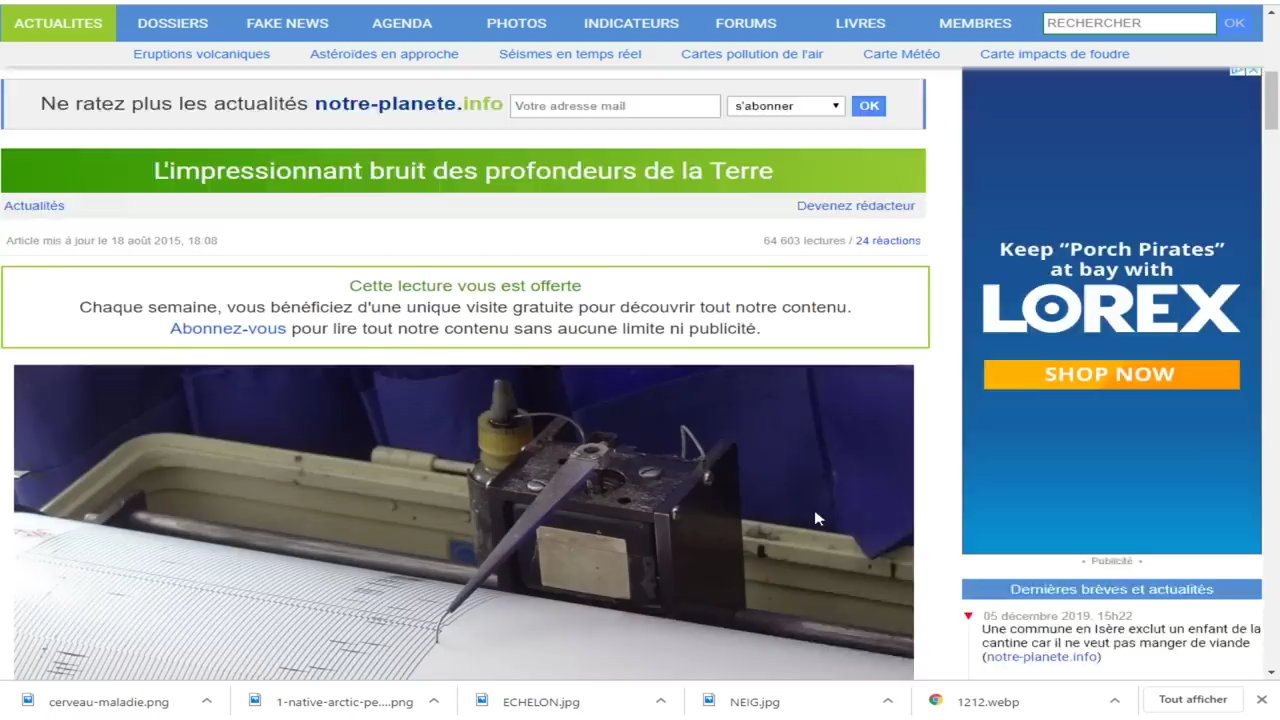 ACTUALITES DOSSIERS FAKE NEWS AGENDA PHOTOS INDICATEURS FORUMS LIVRES MEMBRES RECHERCHER OK
Eruptions volcaniques Astéroïdes en approche Séismes en temps réel Cartes pollution de l'air Carte Météo Carte impacts de foudre
Ne ratez plus les actualités notre-planete.info Votre adresse mail s'abonner OK
L'impressionnant bruit des profondeurs de la Terre
Actualités Devenez rédacteur
Article mis à jour le 18 août 2015, 18:08 64 603 lectures / 24 réactions
Cette lecture vous est offerte
Chaque semaine, vous bénéficiez d'une unique visite gratuite pour découvrir tout notre contenu.
Abonnez-vous pour lire tout notre contenu sans aucune limite ni publicité.
Keep “Porch Pirates”
at bay with
LOREX
SHOP NOW
- Publicité -
Dernières brèves et actualités
05 décembre 2019, 15h22
Une commune en Isère exclut un enfant de la
cantine car il ne veut pas manger de viande
(notre-planete.info)
cerveau-maladie.png 1-native-arctic-pe....png ECHELON.jpg NEIG.jpg 1212.webp Tout afficher